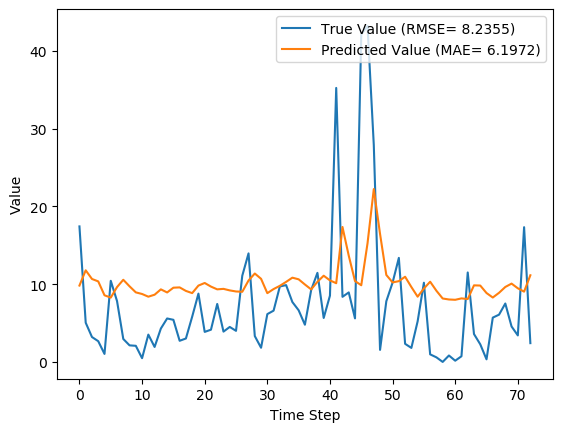 True Value (RMSE= 8.2355)
Predicted Value (MAE= 6.1972)
40
30
20
10
0
Value
0 10 20 30 40 50 60 70
Time Step